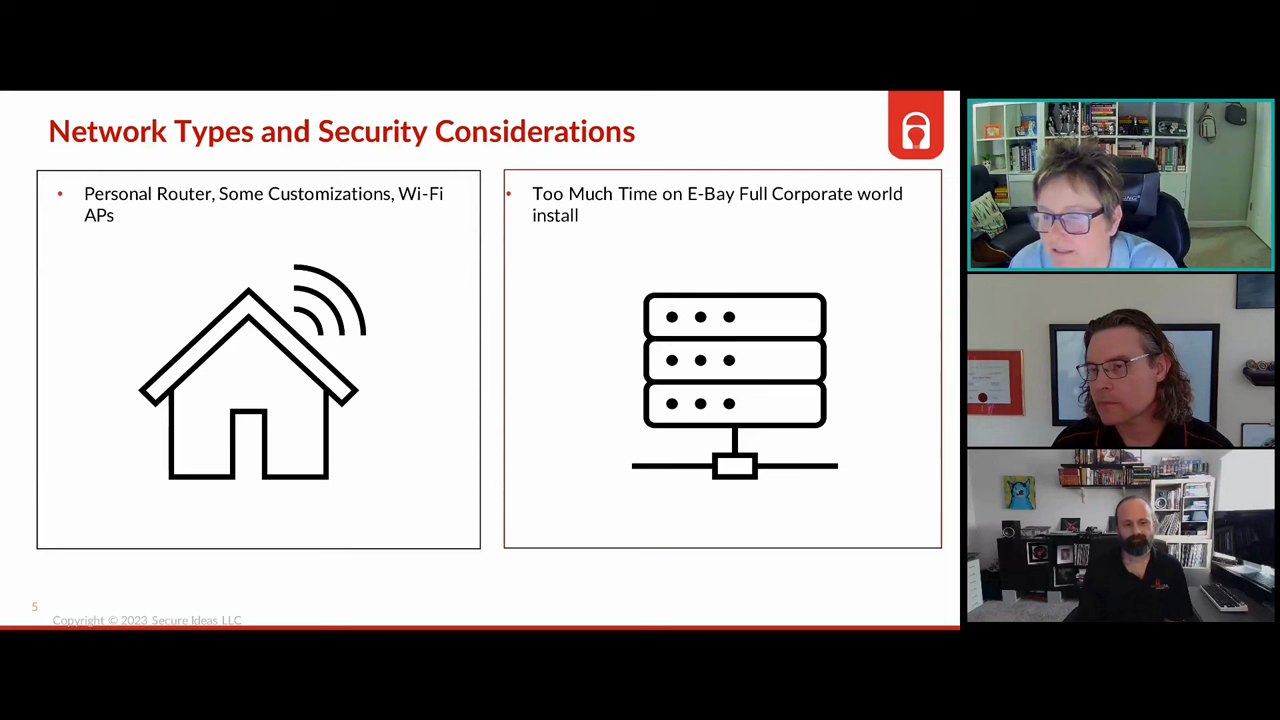 Network Types and Security Considerations
Personal Router, Some Customizations, Wi-Fi
APs
Too Much Time on E-Bay Full Corporate world
install
5
Copyright © 2023 Secure Ideas LLC